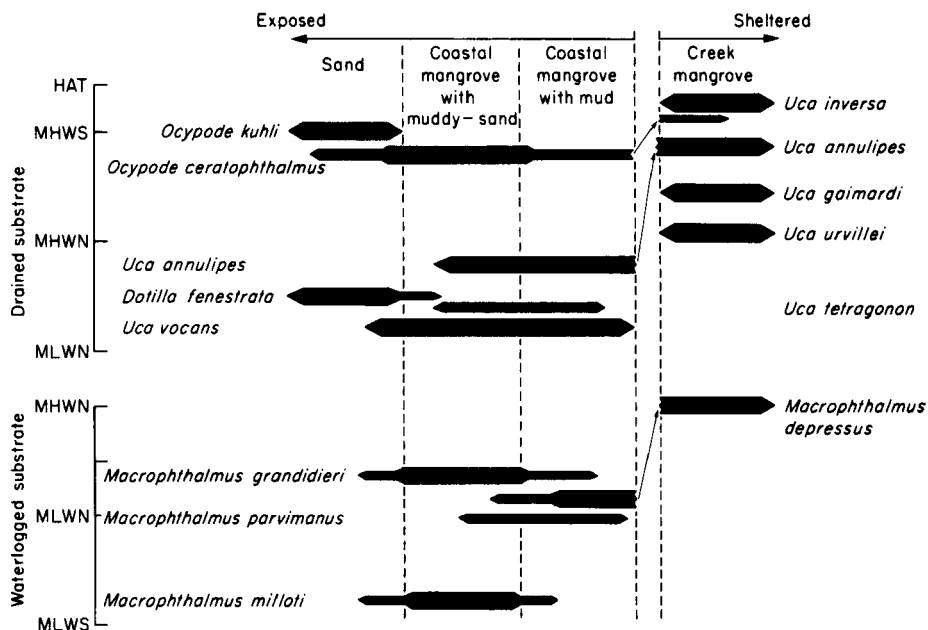 Exposed
Sheltered
Sand
Coastal
mangrove
with
muddy-sand
Coastal
mangrove
with mud
Creek
mangrove
Drained substrate
HAT
MHWS
MHWN
MLWN
Ocypode kuhli
Ocypode ceratophthalmus
Uca annulipes
Dotilla fenestrata
Uca vocans
Uca inversa
Uca annulipes
Uca gaimardi
Uca urvillei
Uca tetragonon
Waterlogged substrate
MHWN
MLWN
MLWS
Macrophthalmus grandidieri
Macrophthalmus parvimanus
Macrophthalmus milloti
Macrophthalmus
depressus